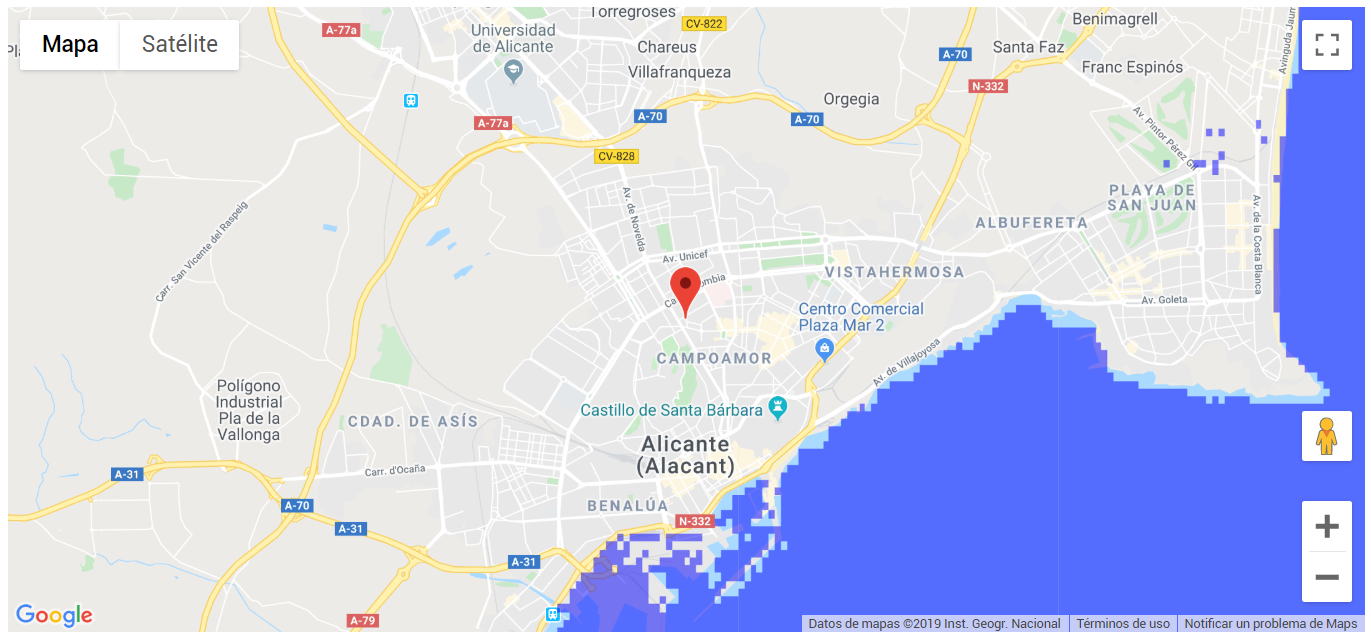 Torregroses
CV-822
Benimagrell
A-77a
Universidad
de Alicante
Mapa
Satélite
Chareus
Santa Faz
A-70
Villafranqueza
Franc Espinós
N-332
Orgegia
A-77a
A-70
A-70
Av. Pintor Pérez Gil
CV-828
PLAYA DE
SAN JUAN
Av. de Novelda
Carr. San Vicente del Raspeig
ALBUFERETA
Av. de la Costa Blanca
Av. Unicef
VISTAHERMOSA
Av. Goleta
Centro Comercial
Plaza Mar 2
CAMPOAMOR
Av. de Villajoyosa
Polígono
Industrial
Pla de la
Vallonga
Castillo de Santa Bárbara
CDAD. DE ASÍS
Alicante
(Alacant)
Carr. d'Ocaña
A-31
A-70
BENALÚA
N-332
A-31
A-31
Google
A-79
Datos de mapas ©2019 Inst. Geogr. Nacional
Términos de uso
Notificar un problema de Maps